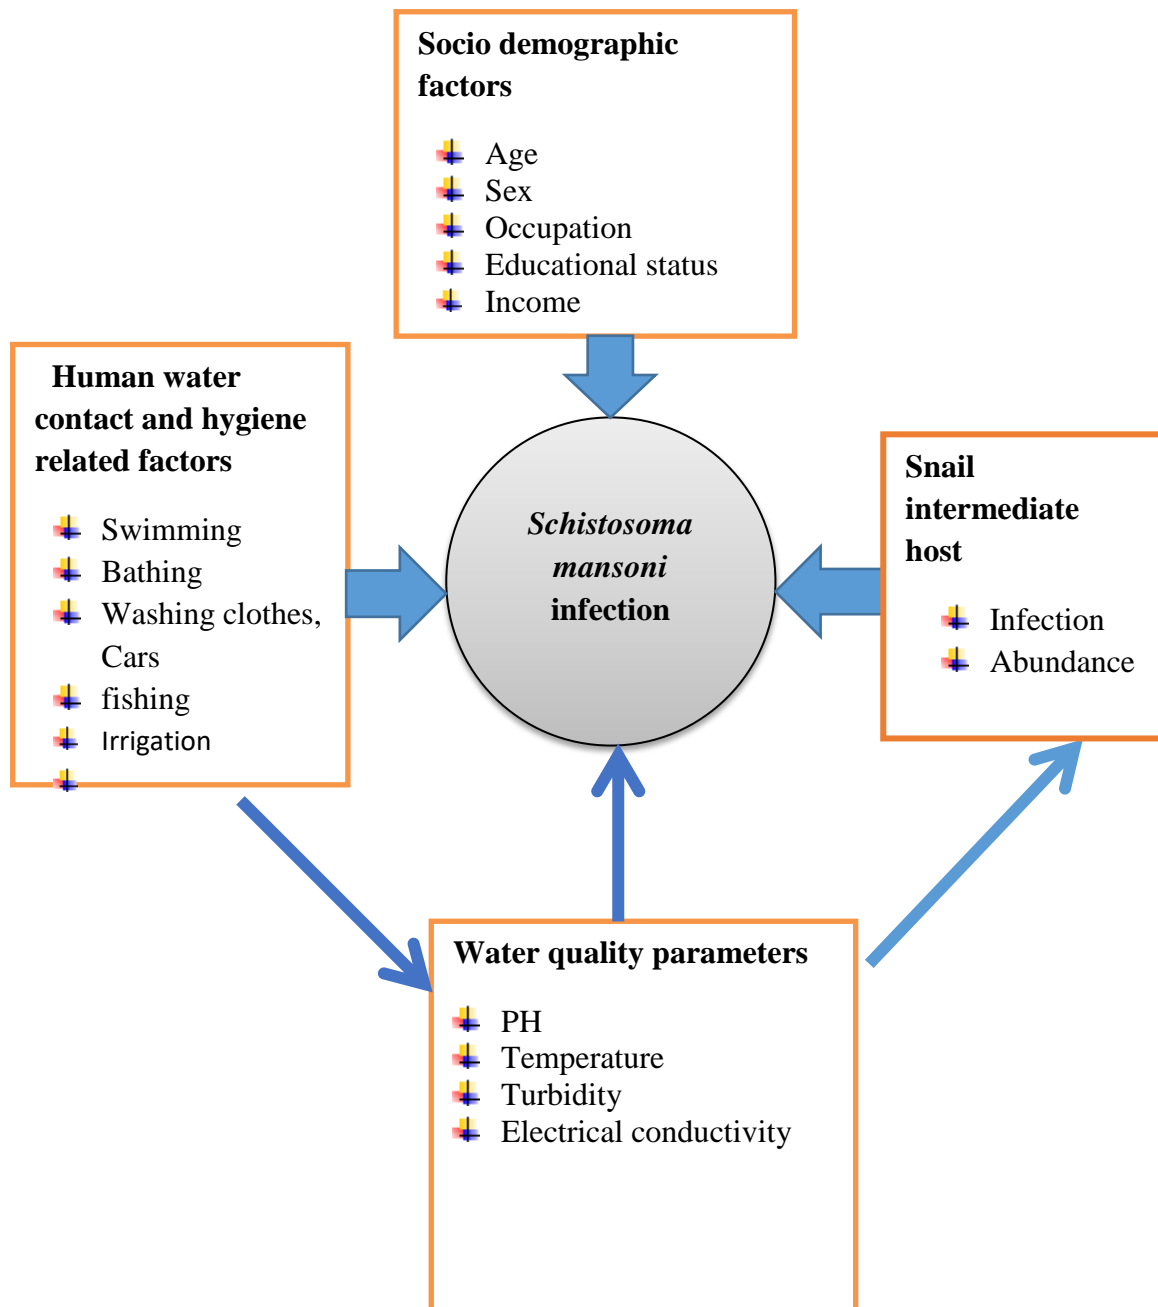 Socio demographic
factors
Age
Sex
Occupation
Educational status
Income
Human water
contact and hygiene
related factors
Swimming
Bathing
Washing clothes,
Cars
fishing
Irrigation
Schistosoma
mansoni
infection
Snail
intermediate
host
Infection
Abundance
Water quality parameters
PH
Temperature
Turbidity
Electrical conductivity